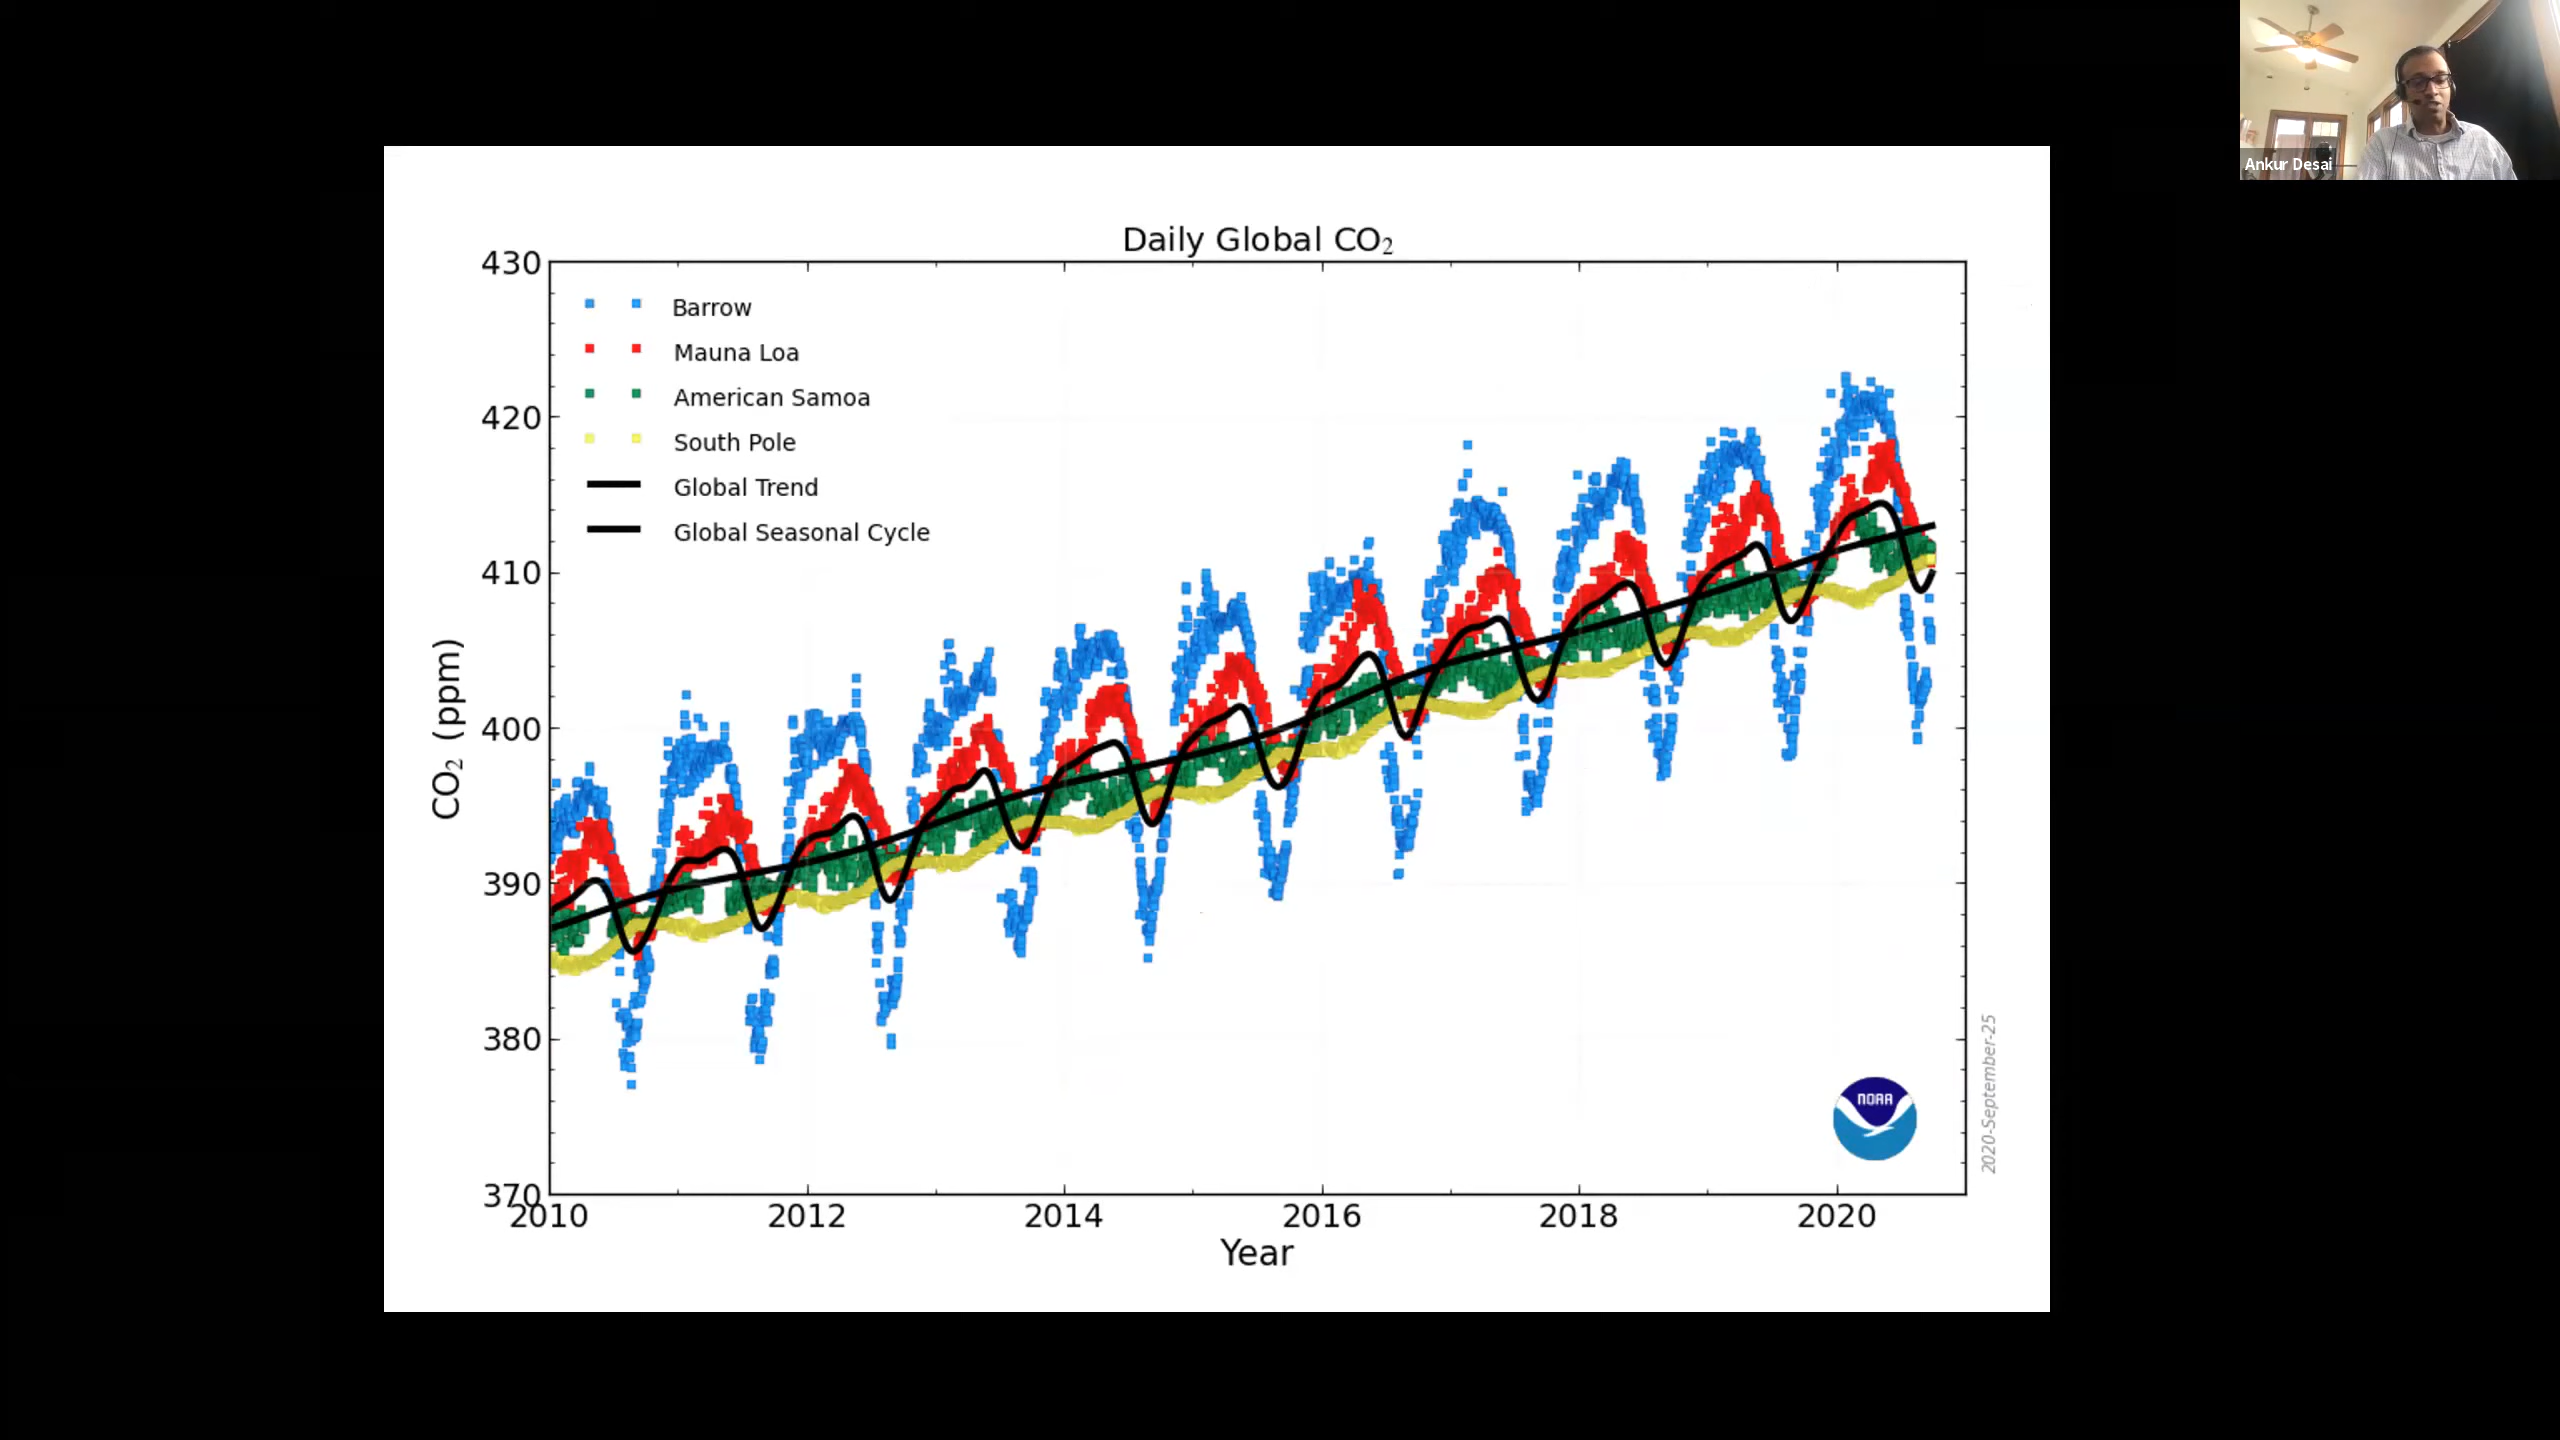 Ankur Desai
Daily Global CO₂
430
420
410
400
390
380
370
CO₂ (ppm)
Barrow
Mauna Loa
American Samoa
South Pole
Global Trend
Global Seasonal Cycle
2010
2012
2014
2016
2018
2020
Year
NOAA
2020-September-25